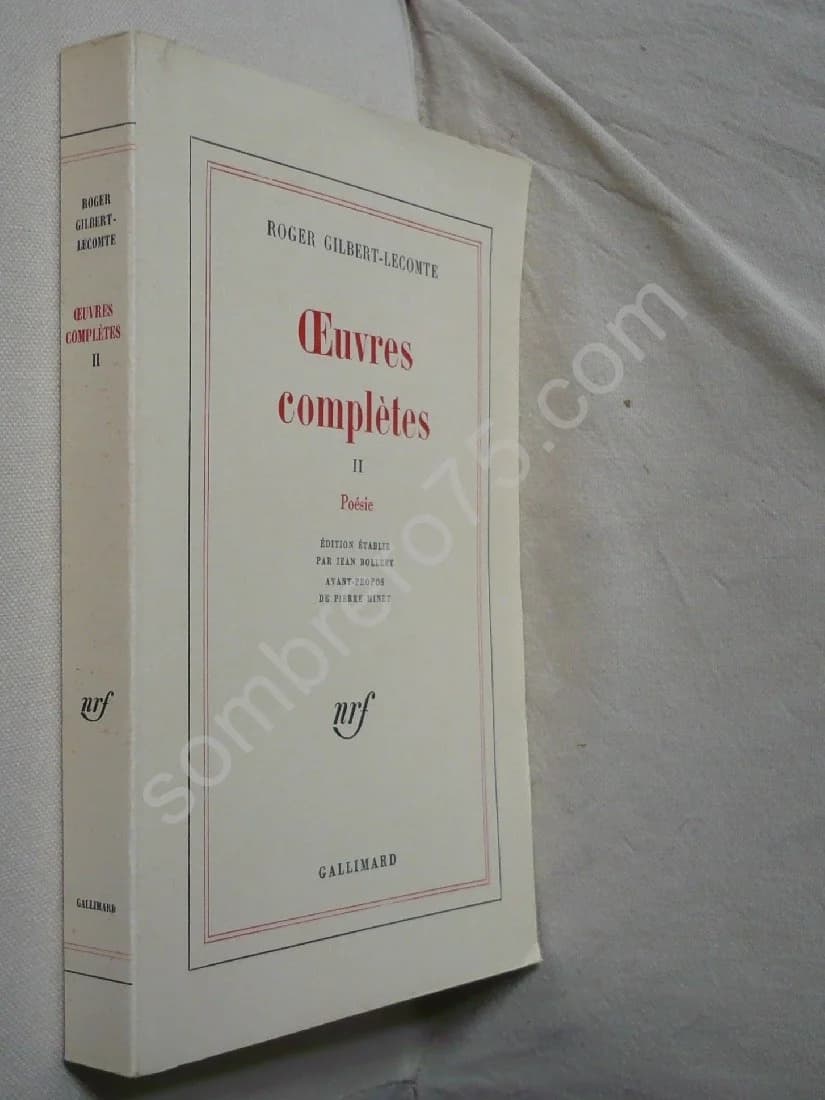 ROGER
GILBERT-
LECOMTE
ŒUVRES
COMPLÈTES
II
nrf
GALLIMARD
ROGER GILBERT-LECOMTE
Œuvres
complètes
II
Poésie
ÉDITION ÉTABLIE
PAR JEAN BOLLERY
AVANT-PROPOS
DE PIERRE MINET
nrf
GALLIMARD
sombrero75.com